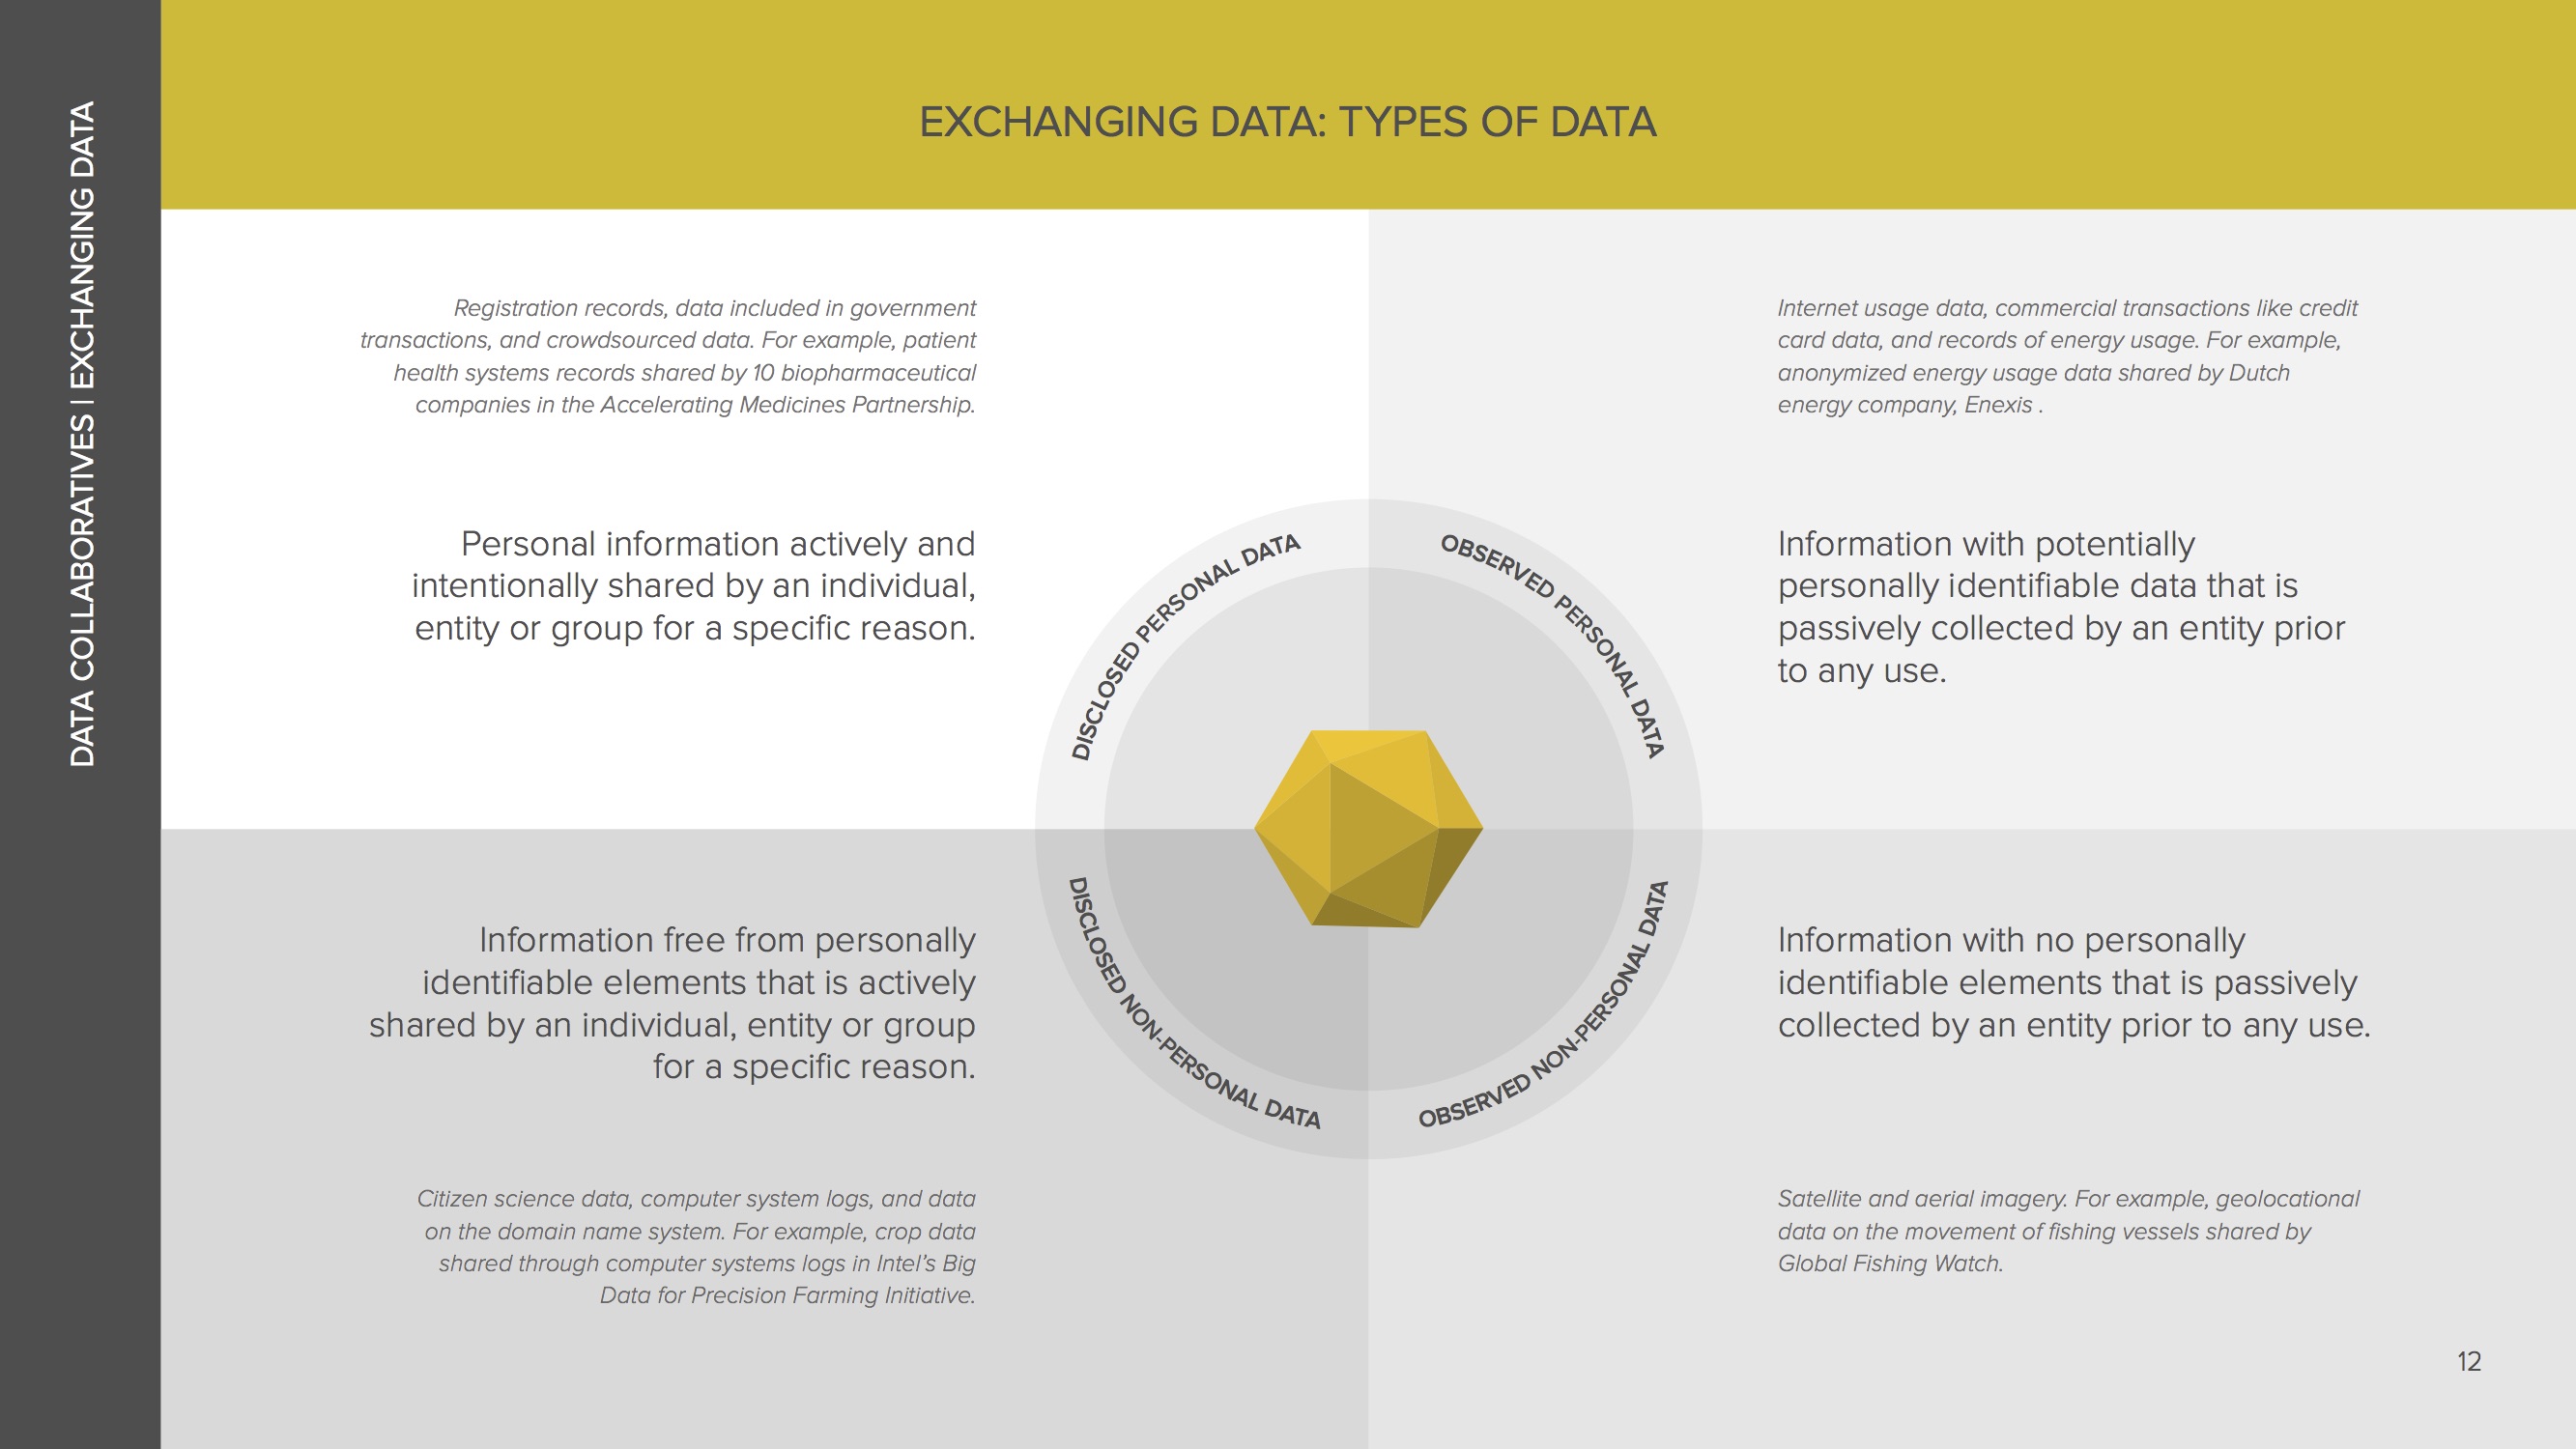 DATA COLLABORATIVES | EXCHANGING DATA
EXCHANGING DATA: TYPES OF DATA
Registration records, data included in government
transactions, and crowdsourced data. For example, patient
health systems records shared by 10 biopharmaceutical
companies in the Accelerating Medicines Partnership.
Personal information actively and
intentionally shared by an individual,
entity or group for a specific reason.
DISCLOSED PERSONAL DATA
Internet usage data, commercial transactions like credit
card data, and records of energy usage. For example,
anonymized energy usage data shared by Dutch
energy company, Enexis .
Information with potentially
personally identifiable data that is
passively collected by an entity prior
to any use.
OBSERVED PERSONAL DATA
Information free from personally
identifiable elements that is actively
shared by an individual, entity or group
for a specific reason.
DISCLOSED NON-PERSONAL DATA
Citizen science data, computer system logs, and data
on the domain name system. For example, crop data
shared through computer systems logs in Intel’s Big
Data for Precision Farming Initiative.
Information with no personally
identifiable elements that is passively
collected by an entity prior to any use.
OBSERVED NON-PERSONAL DATA
Satellite and aerial imagery. For example, geolocational
data on the movement of fishing vessels shared by
Global Fishing Watch.
12